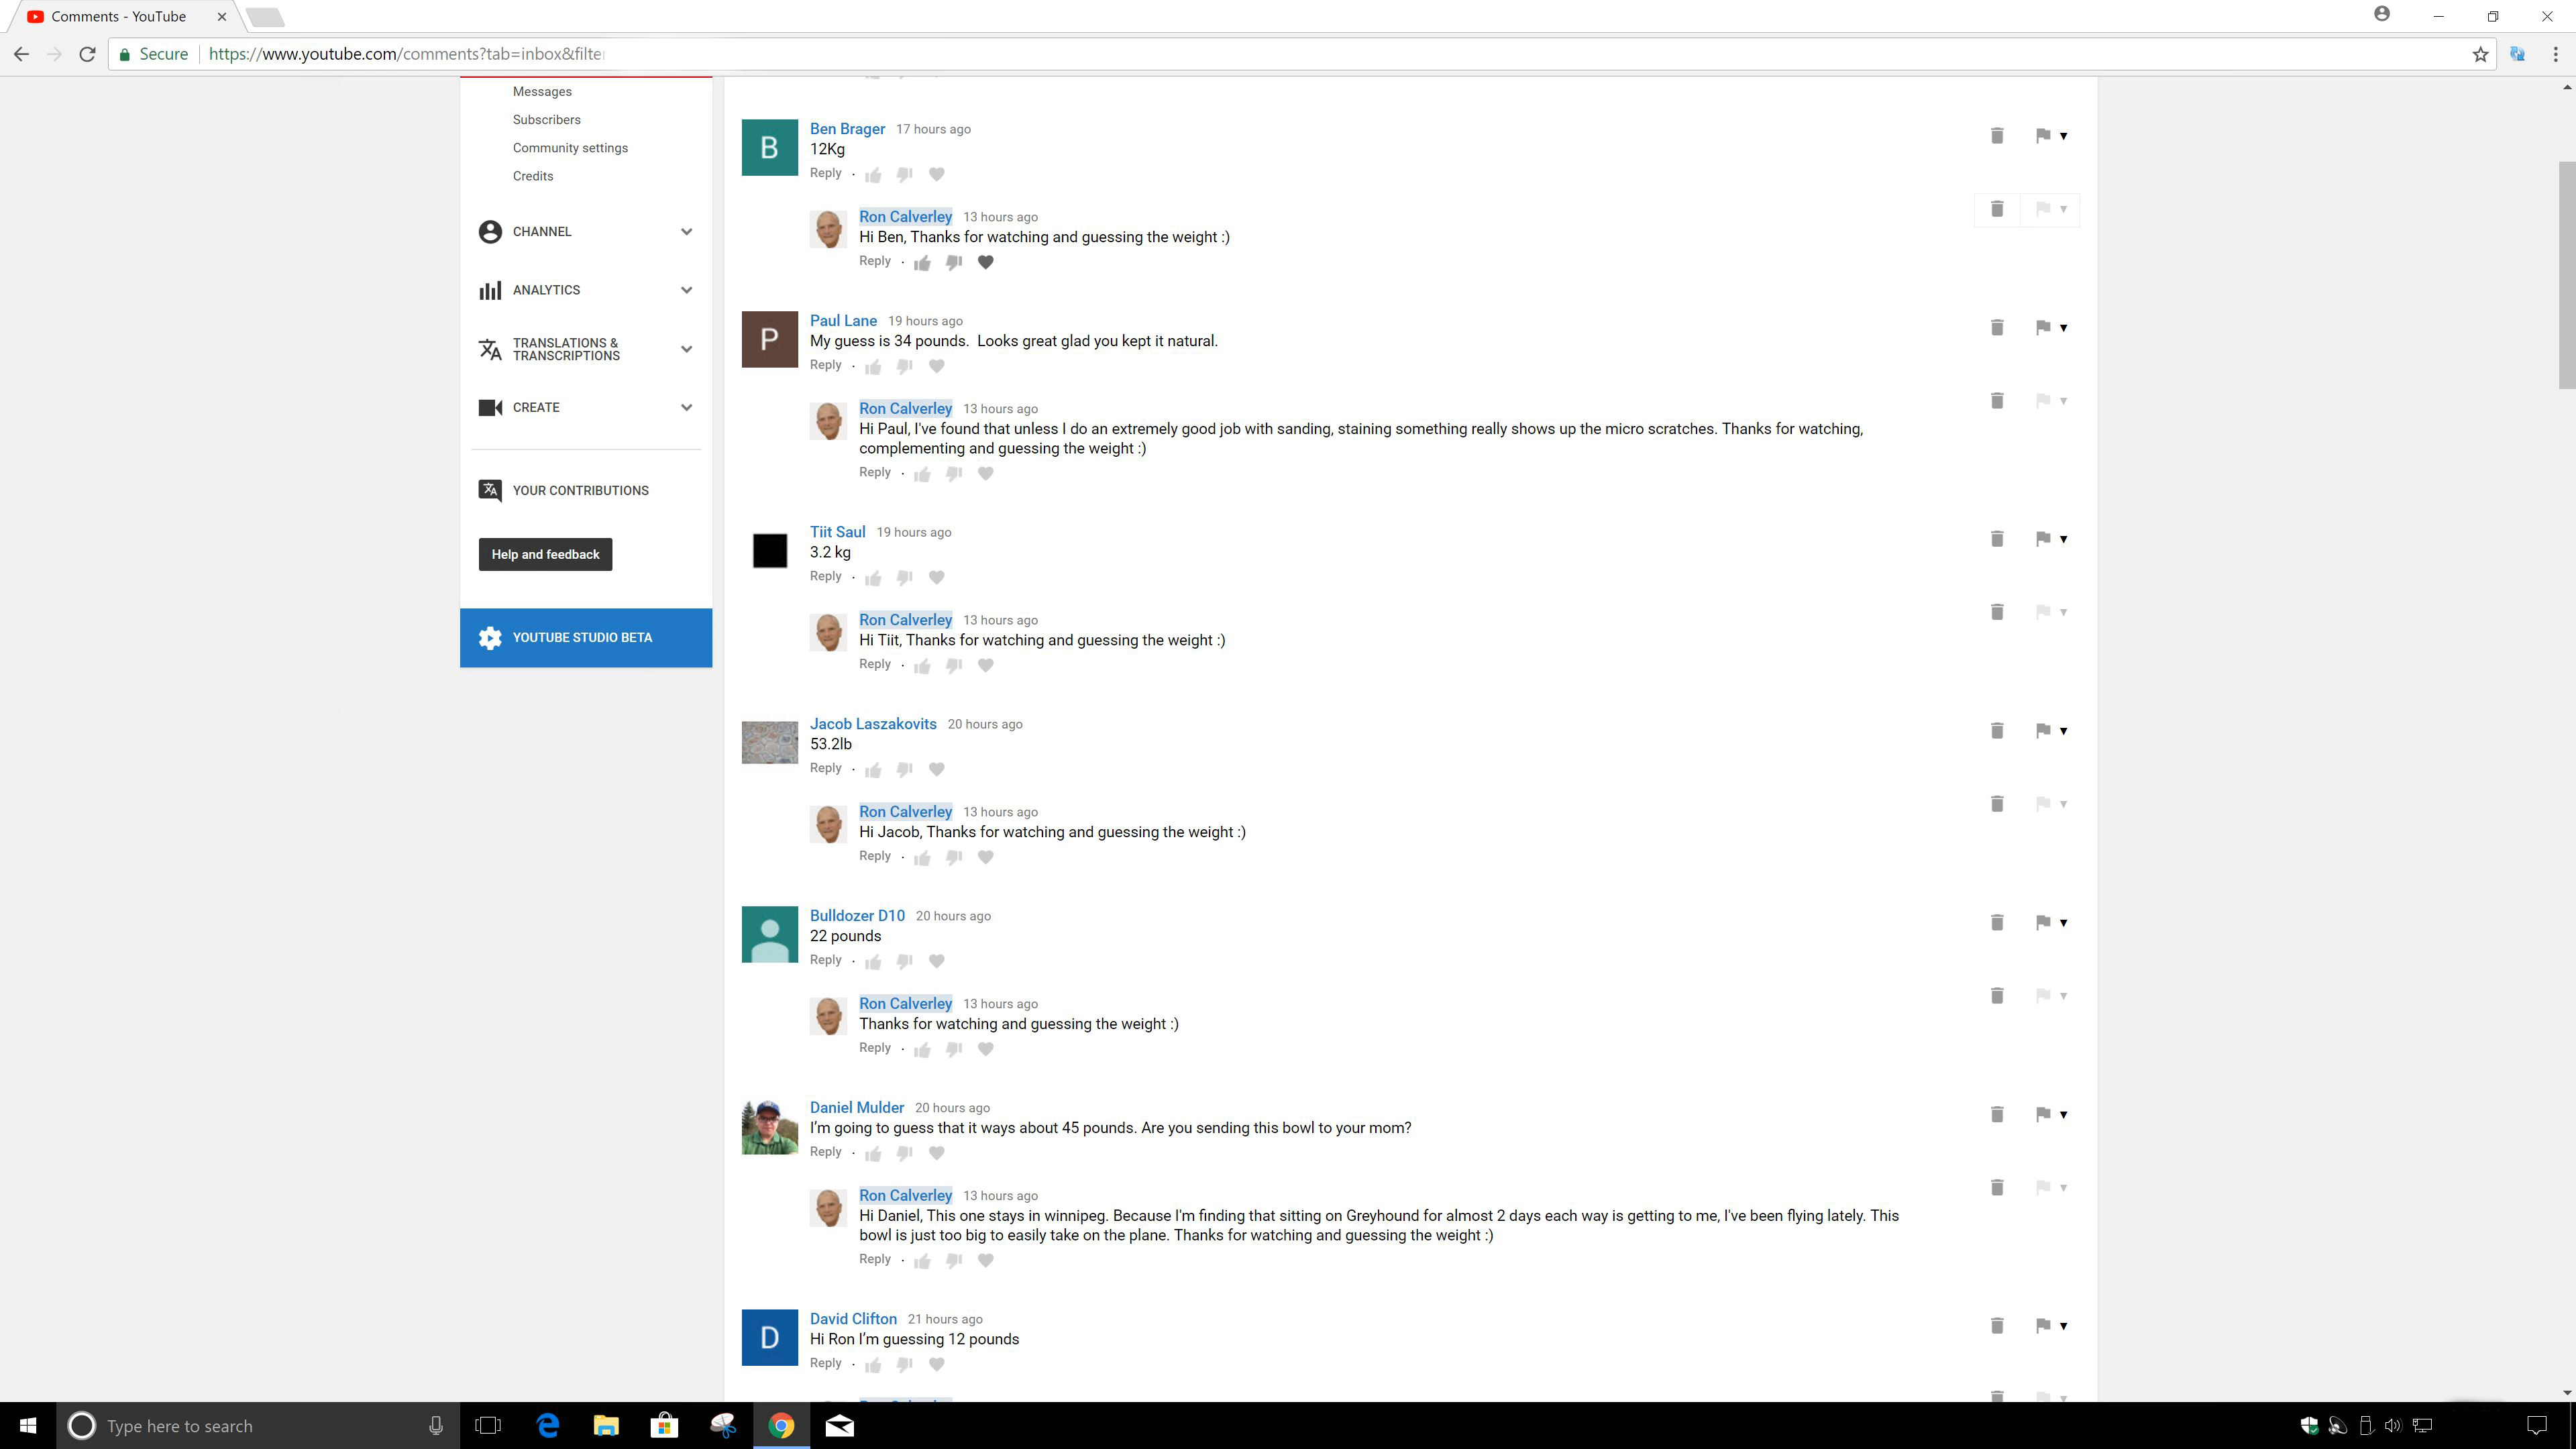 Comments - YouTube
Secure
https://www.youtube.com/comments?tab=inbox&filter
Messages
Subscribers
Community settings
Credits
CHANNEL
ANALYTICS
TRANSLATIONS &
TRANSCRIPTIONS
CREATE
YOUR CONTRIBUTIONS
Help and feedback
YOUTUBE STUDIO BETA
B
Ben Brager 17 hours ago
12Kg
Reply
Ron Calverley 13 hours ago
Hi Ben, Thanks for watching and guessing the weight :)
Reply
P
Paul Lane 19 hours ago
My guess is 34 pounds.  Looks great glad you kept it natural.
Reply
Ron Calverley 13 hours ago
Hi Paul, I've found that unless I do an extremely good job with sanding, staining something really shows up the micro scratches. Thanks for watching,
complementing and guessing the weight :)
Reply
Tiit Saul 19 hours ago
3.2 kg
Reply
Ron Calverley 13 hours ago
Hi Tiit, Thanks for watching and guessing the weight :)
Reply
Jacob Laszakovits 20 hours ago
53.2lb
Reply
Ron Calverley 13 hours ago
Hi Jacob, Thanks for watching and guessing the weight :)
Reply
Bulldozer D10 20 hours ago
22 pounds
Reply
Ron Calverley 13 hours ago
Thanks for watching and guessing the weight :)
Reply
Daniel Mulder 20 hours ago
I'm going to guess that it ways about 45 pounds. Are you sending this bowl to your mom?
Reply
Ron Calverley 13 hours ago
Hi Daniel, This one stays in winnipeg. Because I'm finding that sitting on Greyhound for almost 2 days each way is getting to me, I've been flying lately. This
bowl is just too big to easily take on the plane. Thanks for watching and guessing the weight :)
Reply
D
David Clifton 21 hours ago
Hi Ron I'm guessing 12 pounds
Reply
Type here to search